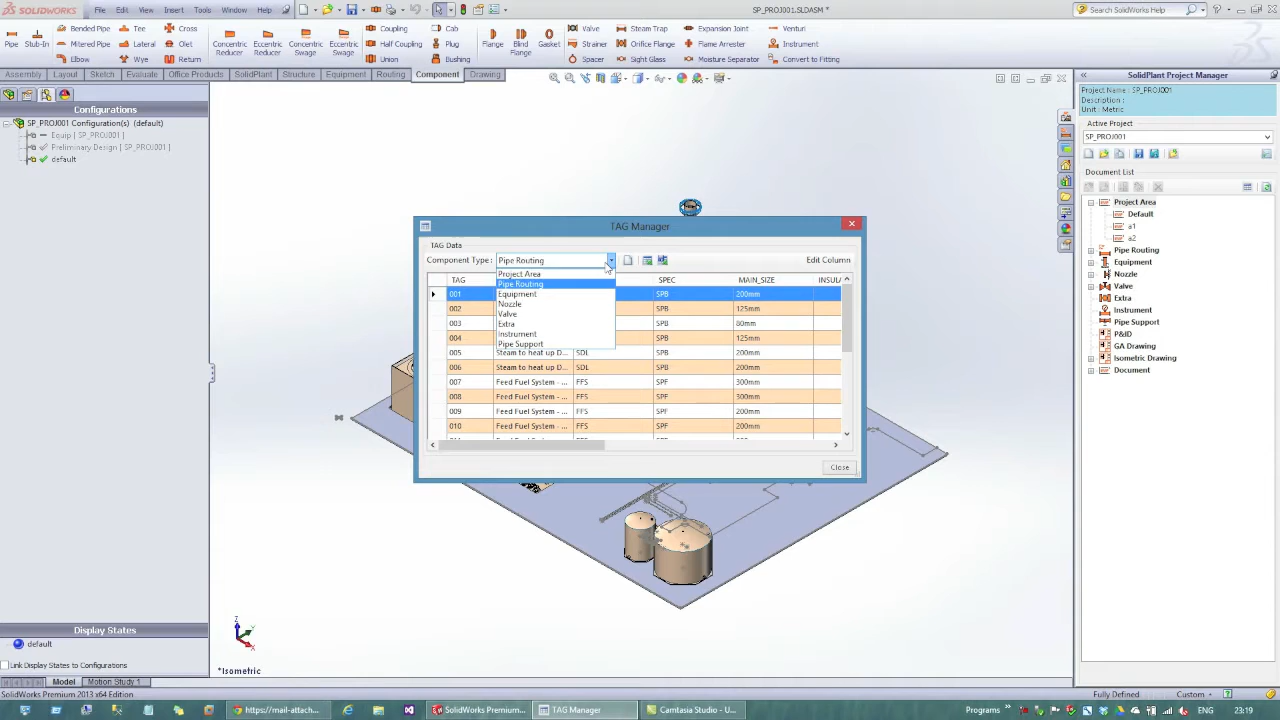 SOLIDWORKS
File Edit View Insert Tools Window Help
SP_PROJ001.SLDASM *
Search SolidWorks Help
Pipe
Stub-In
Bended Pipe
Mitered Pipe
Elbow
Tee
Lateral
Wye
Cross
Olet
Return
Concentric Reducer
Eccentric Reducer
Concentric Swage
Eccentric Swage
Coupling
Half Coupling
Union
Cab
Plug
Bushing
Flange
Blind Flange
Gasket
Valve
Strainer
Spacer
Steam Trap
Orifice Flange
Sight Glass
Expansion Joint
Flame Arrester
Moisture Separator
Venturi
Instrument
Convert to Fitting
Assembly Layout Sketch Evaluate Office Products SolidPlant Structure Equipment Routing Component Drawing
Configurations
SP_PROJ001 Configuration(s) (default)
Equip [ SP_PROJ001 ]
Preliminary Design [ SP_PROJ001 ]
default
Display States
default
Link Display States to Configurations
Model Motion Study 1
*Isometric
TAG Manager
TAG Data
Component Type : Pipe Routing
Edit Column
Project Area
Pipe Routing
Equipment
Nozzle
Valve
Extra
Instrument
Pipe Support
TAG SPEC MAIN_SIZE INSULA
001 SPB 200mm
002 SPB 125mm
003 SPB 80mm
004 SPB 125mm
005 Steam to heat up D... SDL SPB 200mm
006 Steam to heat up D... SDL SPB 200mm
007 Feed Fuel System - ... FFS SPF 300mm
008 Feed Fuel System - ... FFS SPF 300mm
009 Feed Fuel System - ... FFS SPF 200mm
010 Feed Fuel System - ... FFS SPF 200mm
Close
SolidPlant Project Manager
Project Name : SP_PROJ001
Description :
Unit : Metric
Active Project
SP_PROJ001
Document List
Project Area
Default
a1
a2
Pipe Routing
Equipment
Nozzle
Valve
Extra
Instrument
Pipe Support
P&ID
GA Drawing
Isometric Drawing
Document
SolidWorks Premium 2013 x64 Edition
Fully Defined
Custom
https://mail-attach...
SolidWorks Premium...
TAG Manager
Camtasia Studio - U...
Programs
ENG
23:19